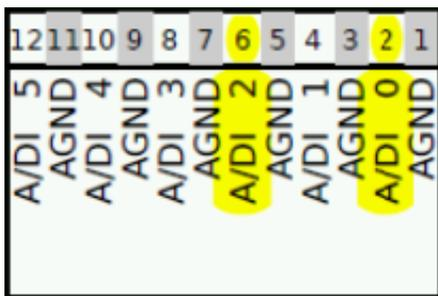 12 11 10 9 8 7 6 5 4 3 2 1
A/DI 5
AGND
A/DI 4
AGND
A/DI 3
AGND
A/DI 2
AGND
A/DI 1
AGND
A/DI 0
AGND